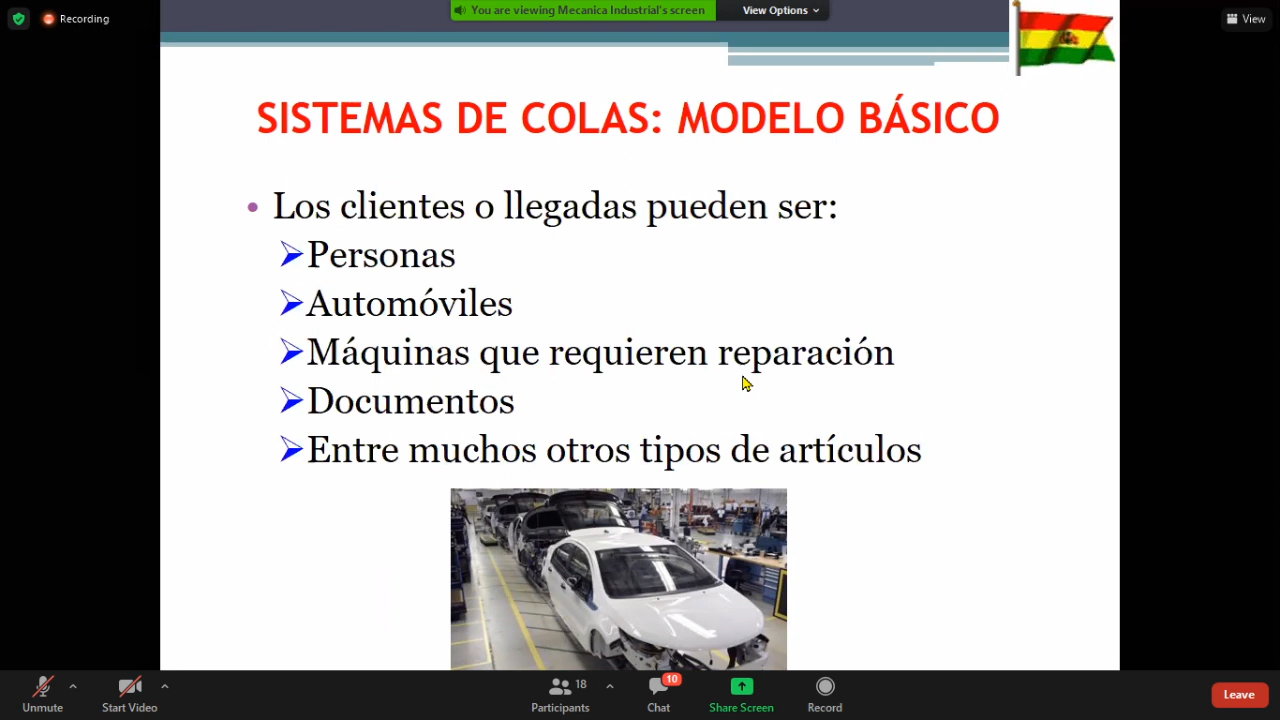 You are viewing Mecanica Industrial's screen
View Options
Recording
View
SISTEMAS DE COLAS: MODELO BÁSICO
• Los clientes o llegadas pueden ser:
Personas
Automóviles
Máquinas que requieren reparación
Documentos
Entre muchos otros tipos de artículos
Unmute
Start Video
18
Participants
10
Chat
Share Screen
Record
Leave